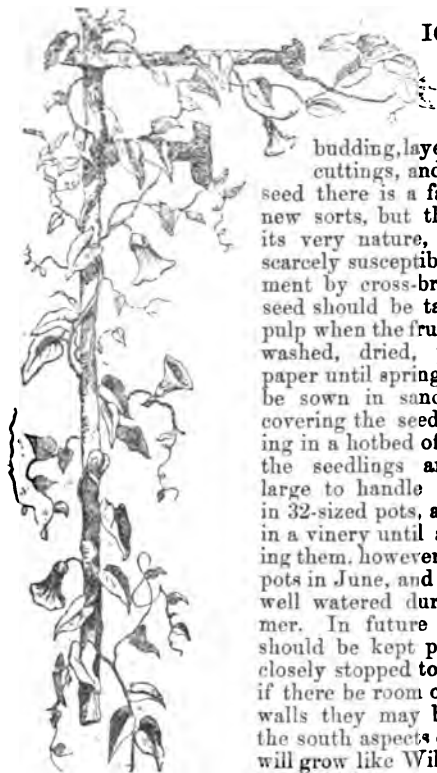 budding, laye
cuttings, and
seed there is a fa
new sorts, but th
its very nature,
scarcely susceptib
ment by cross-br
seed should be ta
pulp when the fru
washed, dried,
paper until spring
be sown in sand
covering the seed
ing in a hotbed of
the seedlings ar
large to handle
in 32-sized pots, a
in a vinery until a
ing them, however
pots in June, and
well watered dur
mer. In future
should be kept p
closely stopped to
if there be room o
walls they may b
the south aspects
will grow like Wil